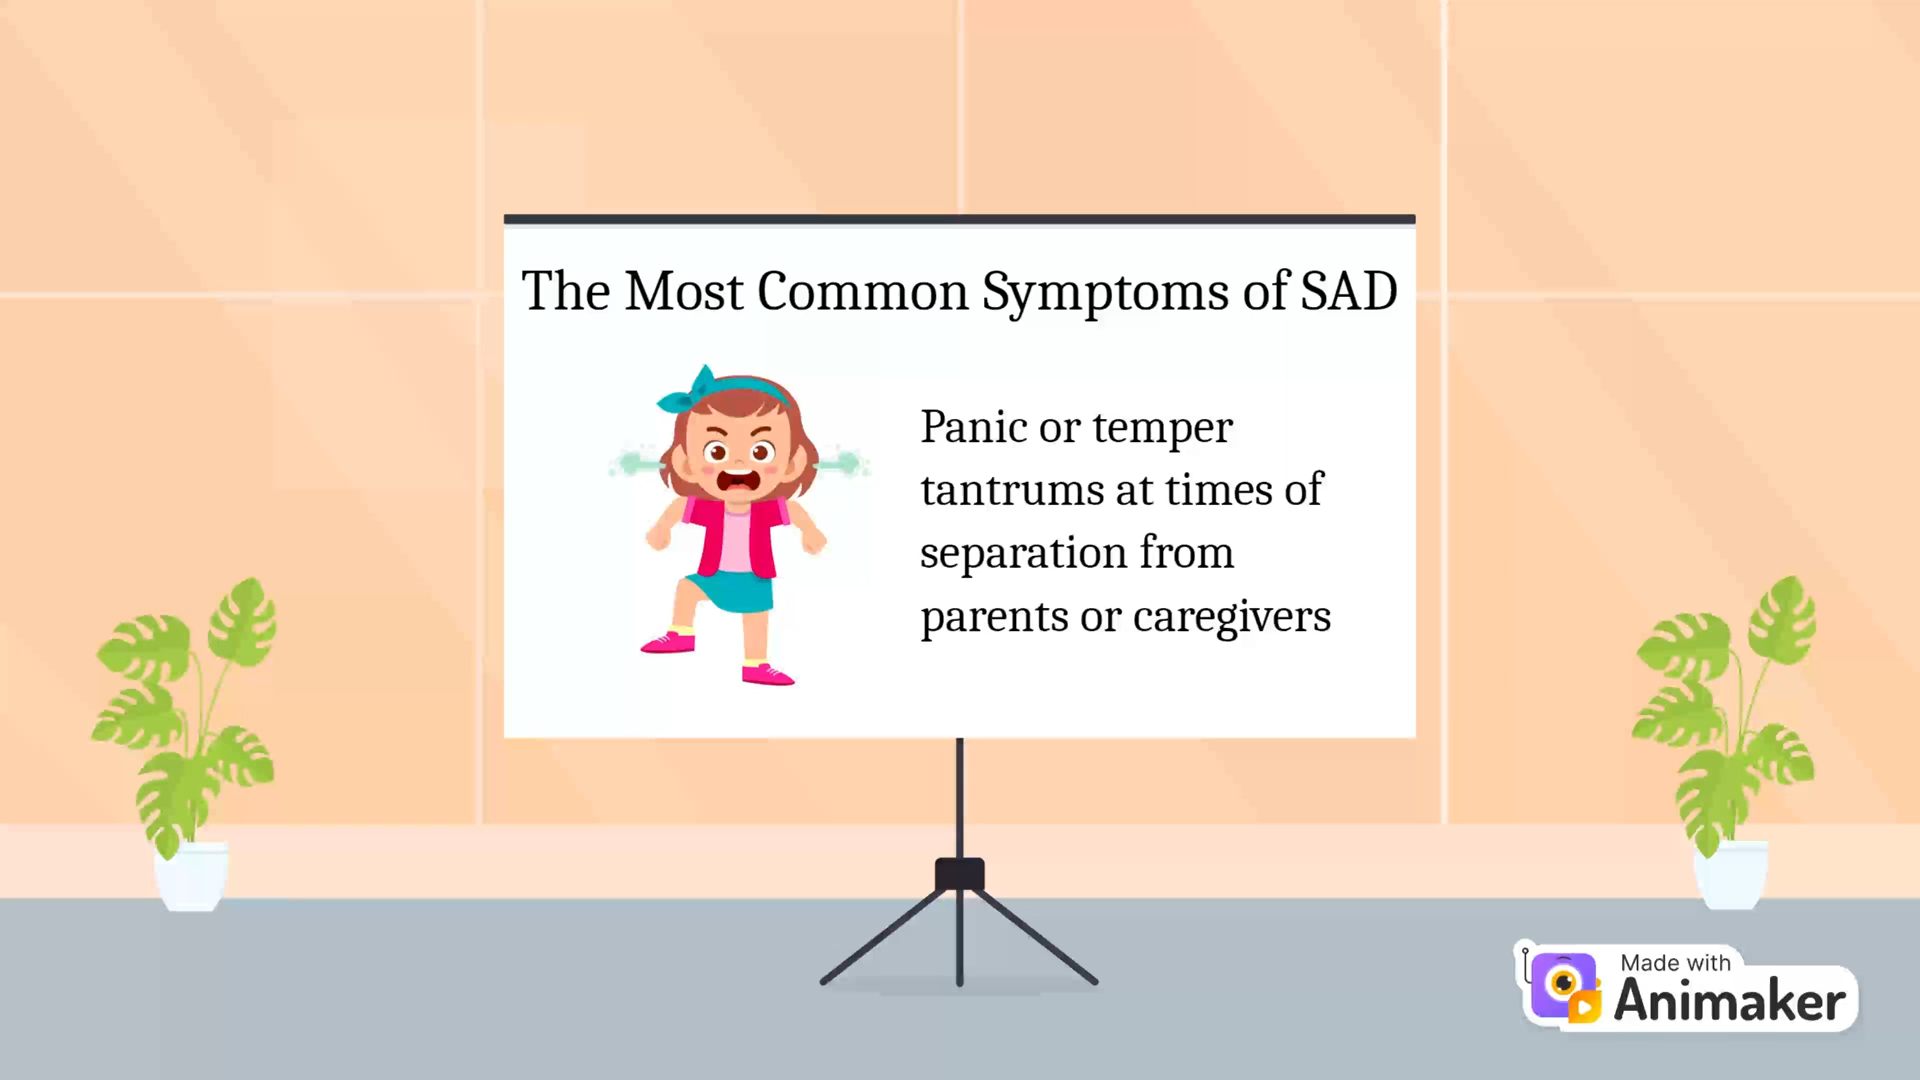 The Most Common Symptoms of SAD
Panic or temper
tantrums at times of
separation from
parents or caregivers
Made with
Animaker